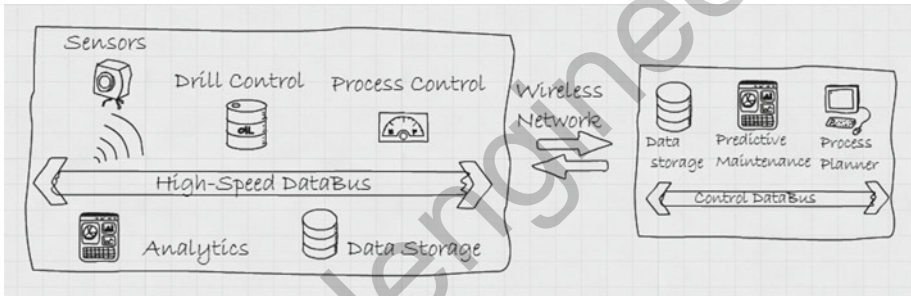 Sensors
Drill Control
Process Control
OIL
E F
High-Speed DataBus
Analytics
Data Storage
Wireless
Network
Data
storage
Predictive
Maintenance
Process
Planner
Control DataBus